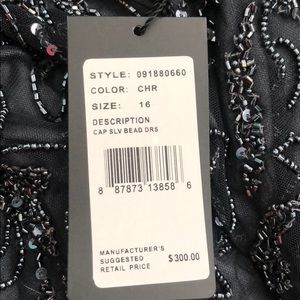 STYLE: 091880660
COLOR: CHR
SIZE: 16
DESCRIPTION
CAP SLV BEAD DRS
8 87873 13858 6
MANUFACTURER'S
SUGGESTED
RETAIL PRICE $300.00